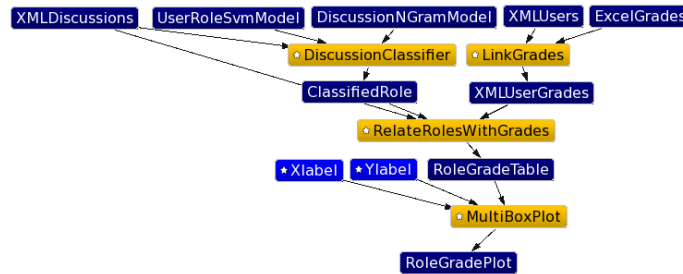 XMLDiscussions
UserRoleSvmModel
DiscussionNGramModel
XMLUsers
ExcelGrades
DiscussionClassifier
LinkGrades
ClassifiedRole
XMLUserGrades
RelateRolesWithGrades
Xlabel
Ylabel
RoleGradeTable
MultiBoxPlot
RoleGradePlot